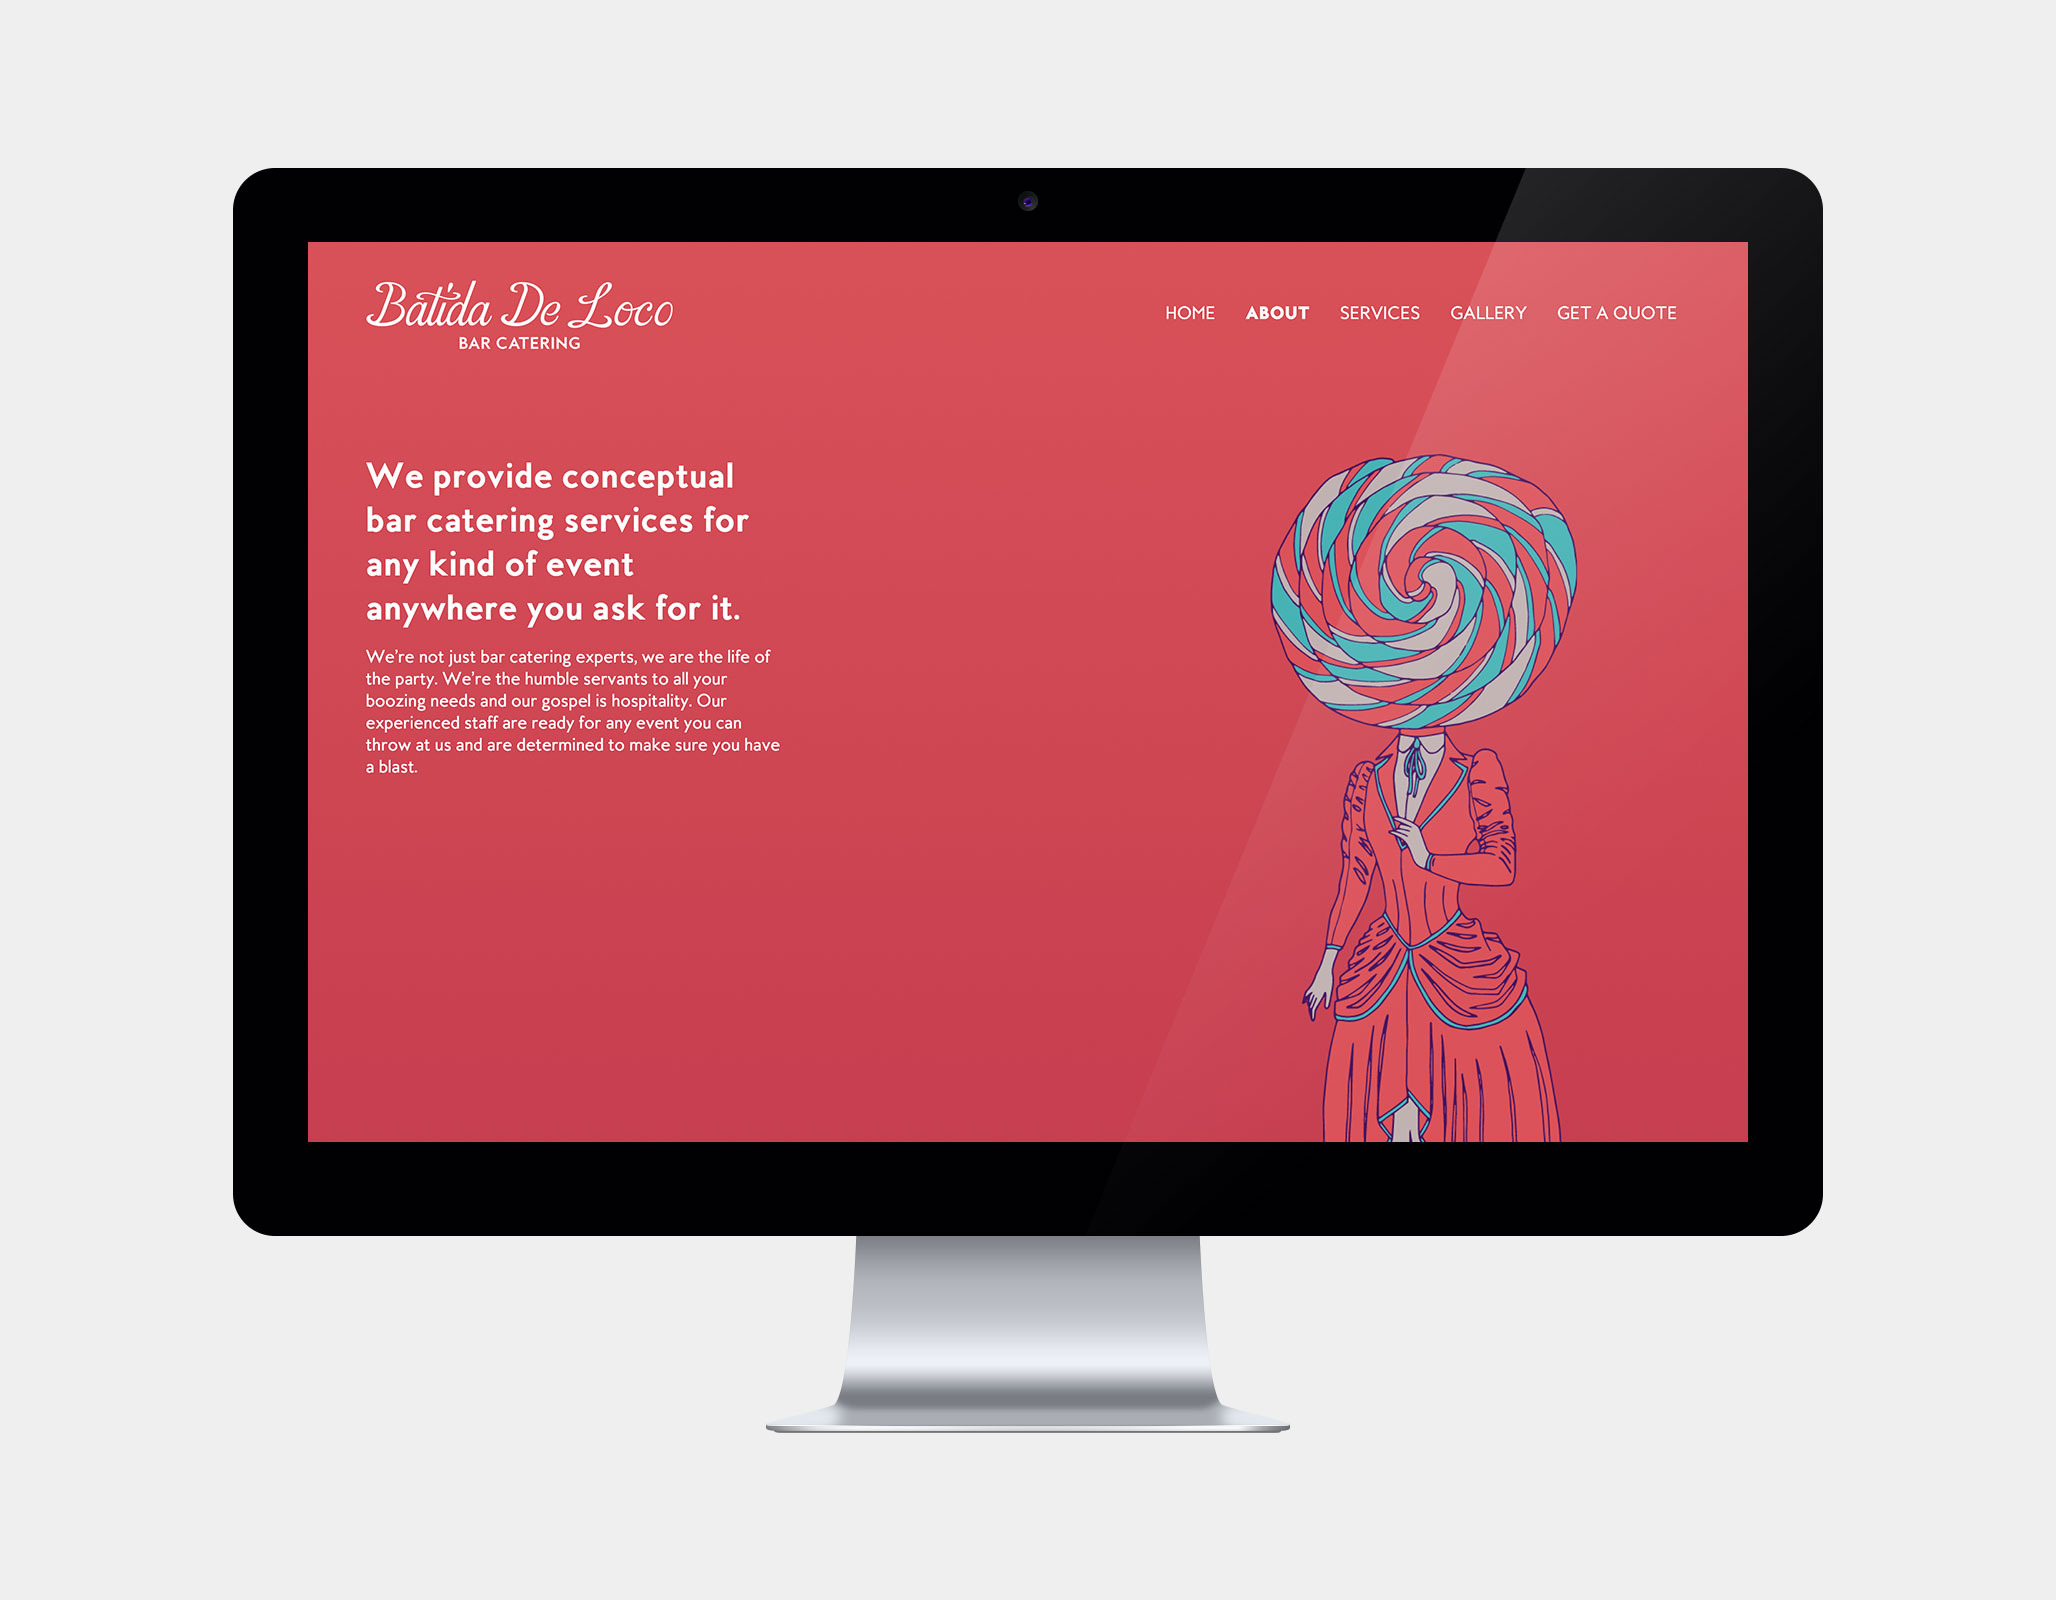 Batida De Loco
BAR CATERING
HOME ABOUT SERVICES GALLERY GET A QUOTE
We provide conceptual
bar catering services for
any kind of event
anywhere you ask for it.
We're not just bar catering experts, we are the life of
the party. We're the humble servants to all your
boozing needs and our gospel is hospitality. Our
experienced staff are ready for any event you can
throw at us and are determined to make sure you have
a blast.